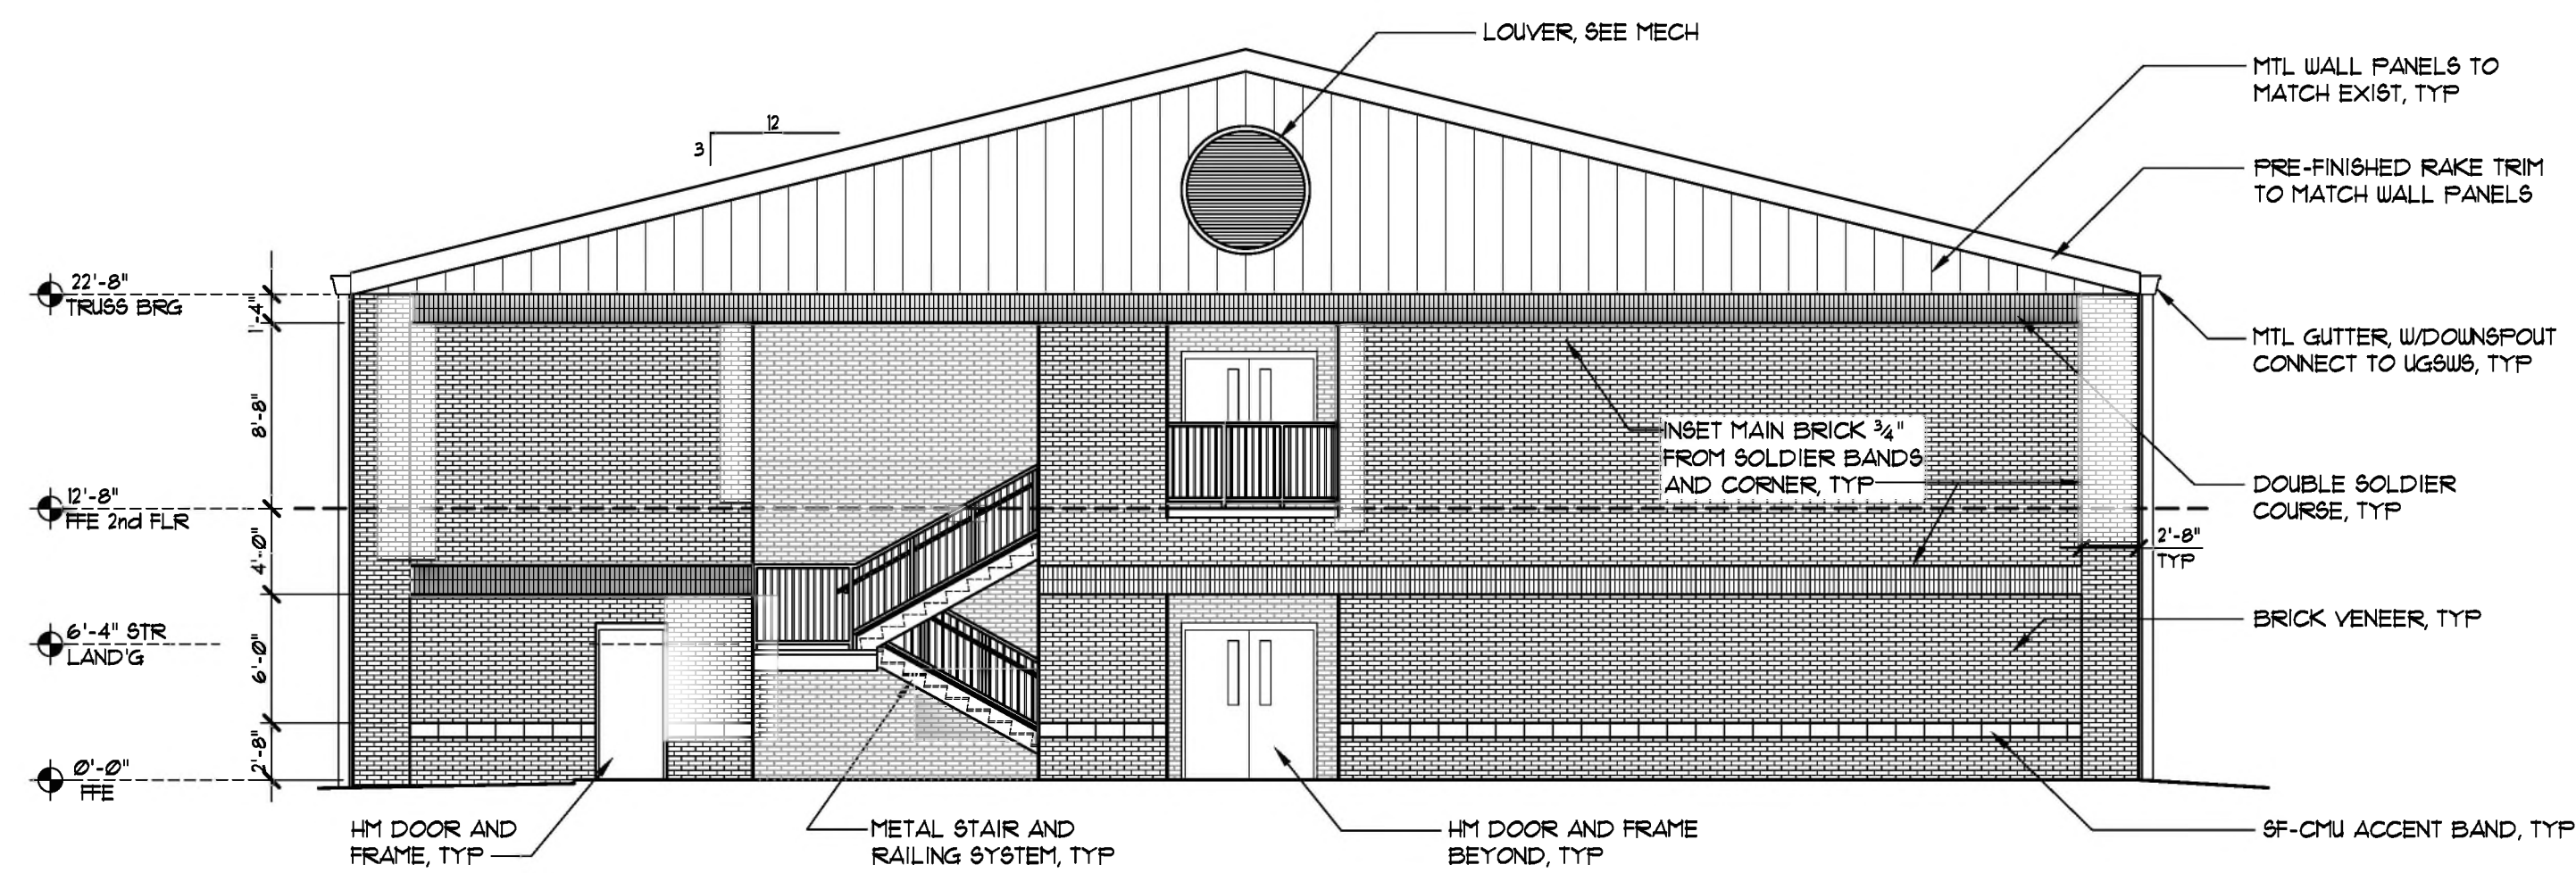 LOUVER, SEE MECH
MTL WALL PANELS TO
MATCH EXIST, TYP
12
3
PRE-FINISHED RAKE TRIM
TO MATCH WALL PANELS
22'-8"
TRUSS BRG
1'-4"
MTL GUTTER, W/DOWNSPOUT
CONNECT TO UGSWS, TYP
8'-8"
INSET MAIN BRICK 3/4"
FROM SOLDIER BANDS
AND CORNER, TYP
DOUBLE SOLDIER
COURSE, TYP
12'-8"
FFE 2nd FLR
4'-0"
2'-8"
TYP
6'-4" STR
LAND'G
BRICK VENEER, TYP
6'-0"
2'-8"
0'-0"
FFE
HM DOOR AND
FRAME, TYP
METAL STAIR AND
RAILING SYSTEM, TYP
HM DOOR AND FRAME
BEYOND, TYP
SF-CMU ACCENT BAND, TYP